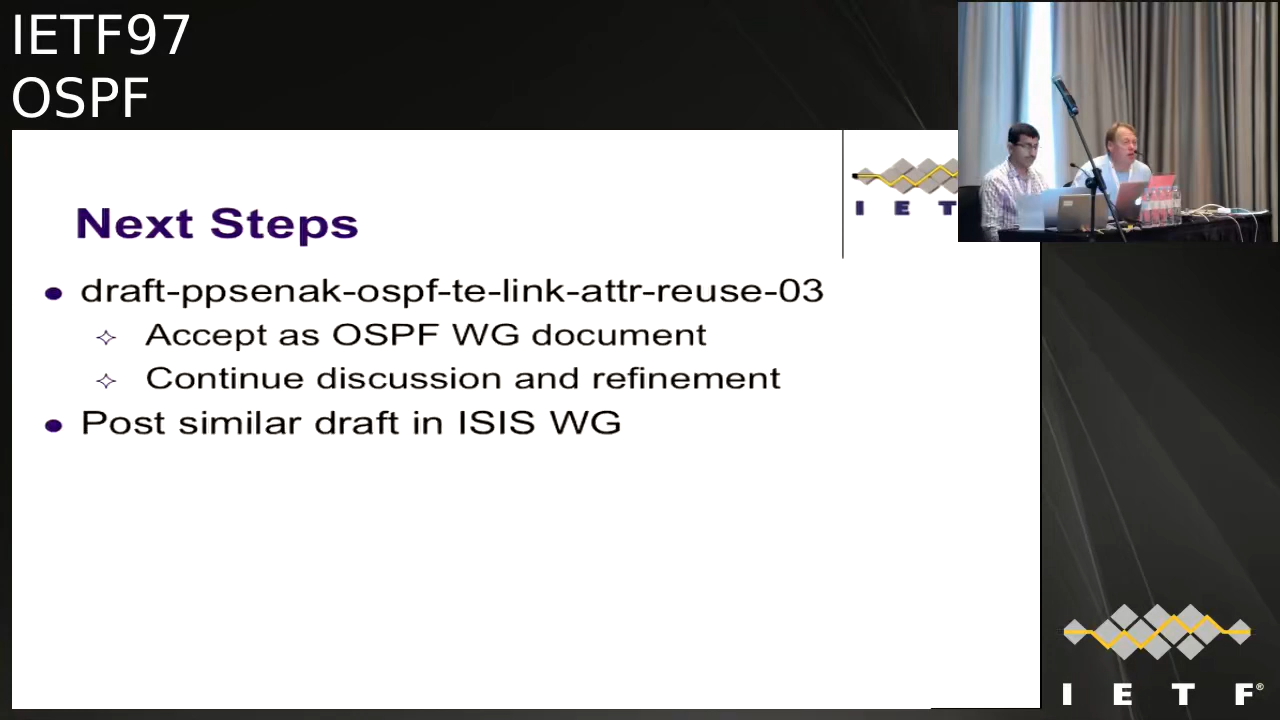 IETF97
OSPF
I E T
Next Steps
draft-ppsenak-ospf-te-link-attr-reuse-03
Accept as OSPF WG document
Continue discussion and refinement
Post similar draft in ISIS WG
I E T F®